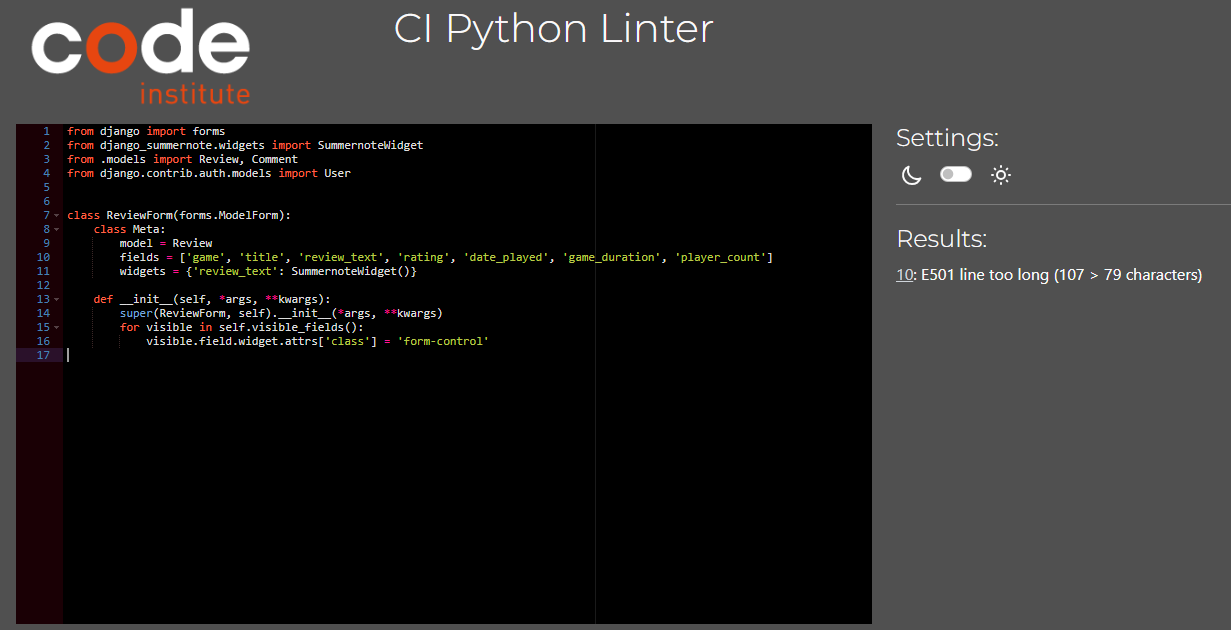 code
institute
CI Python Linter
1 from django import forms
2 from django_summernote.widgets import SummernoteWidget
3 from .models import Review, Comment
4 from django.contrib.auth.models import User
5
6
7 class ReviewForm(forms.ModelForm):
8     class Meta:
9         model = Review
10         fields = ['game', 'title', 'review_text', 'rating', 'date_played', 'game_duration', 'player_count']
11         widgets = {'review_text': SummernoteWidget()}
12
13     def __init__(self, *args, **kwargs):
14         super(ReviewForm, self).__init__(*args, **kwargs)
15         for visible in self.visible_fields():
16             visible.field.widget.attrs['class'] = 'form-control'
17
Settings:
Results:
10: E501 line too long (107 > 79 characters)